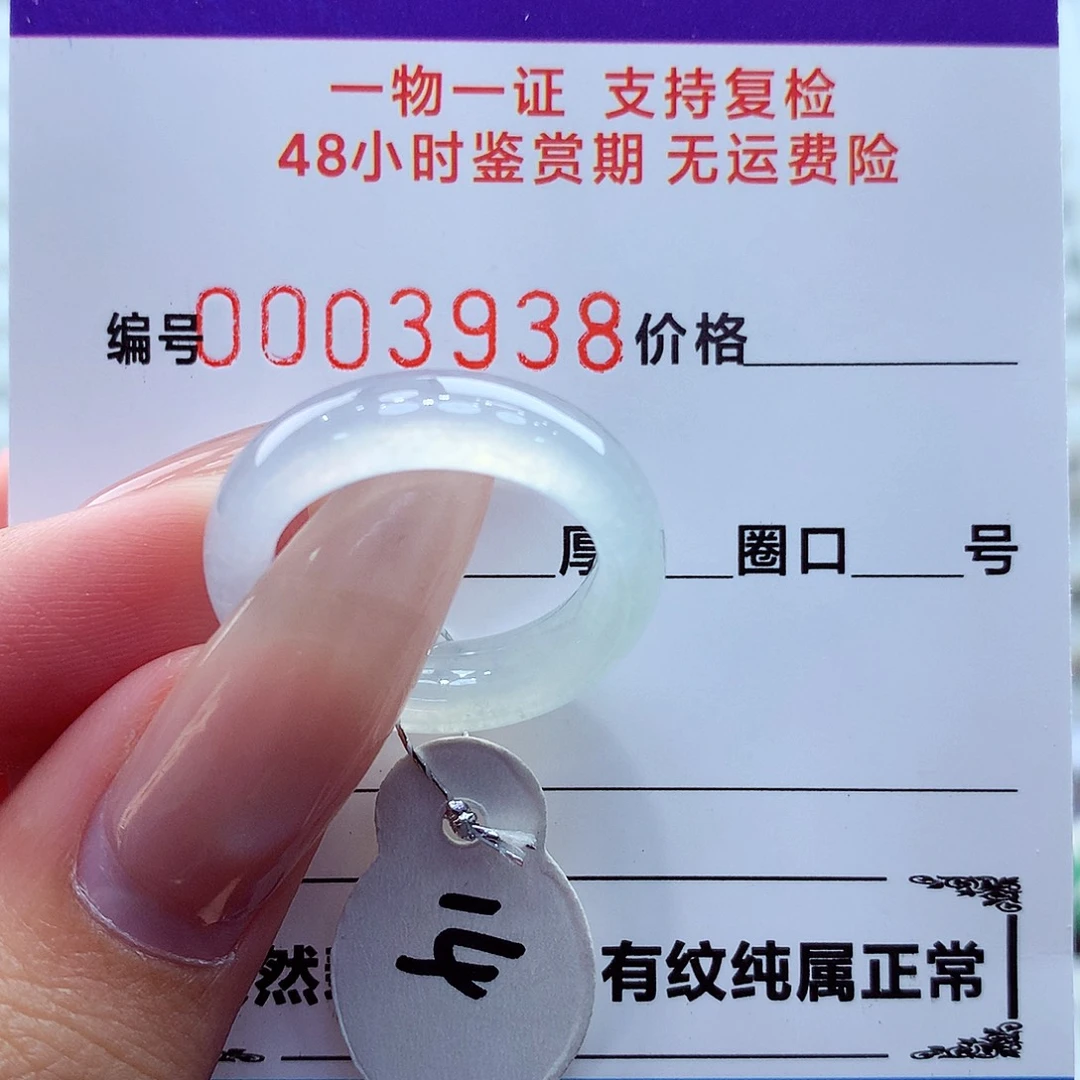 一物一证 支持复检
48小时鉴赏期 无运费险
编号0003938价格
厚 圈口 号
然 有纹纯属正常